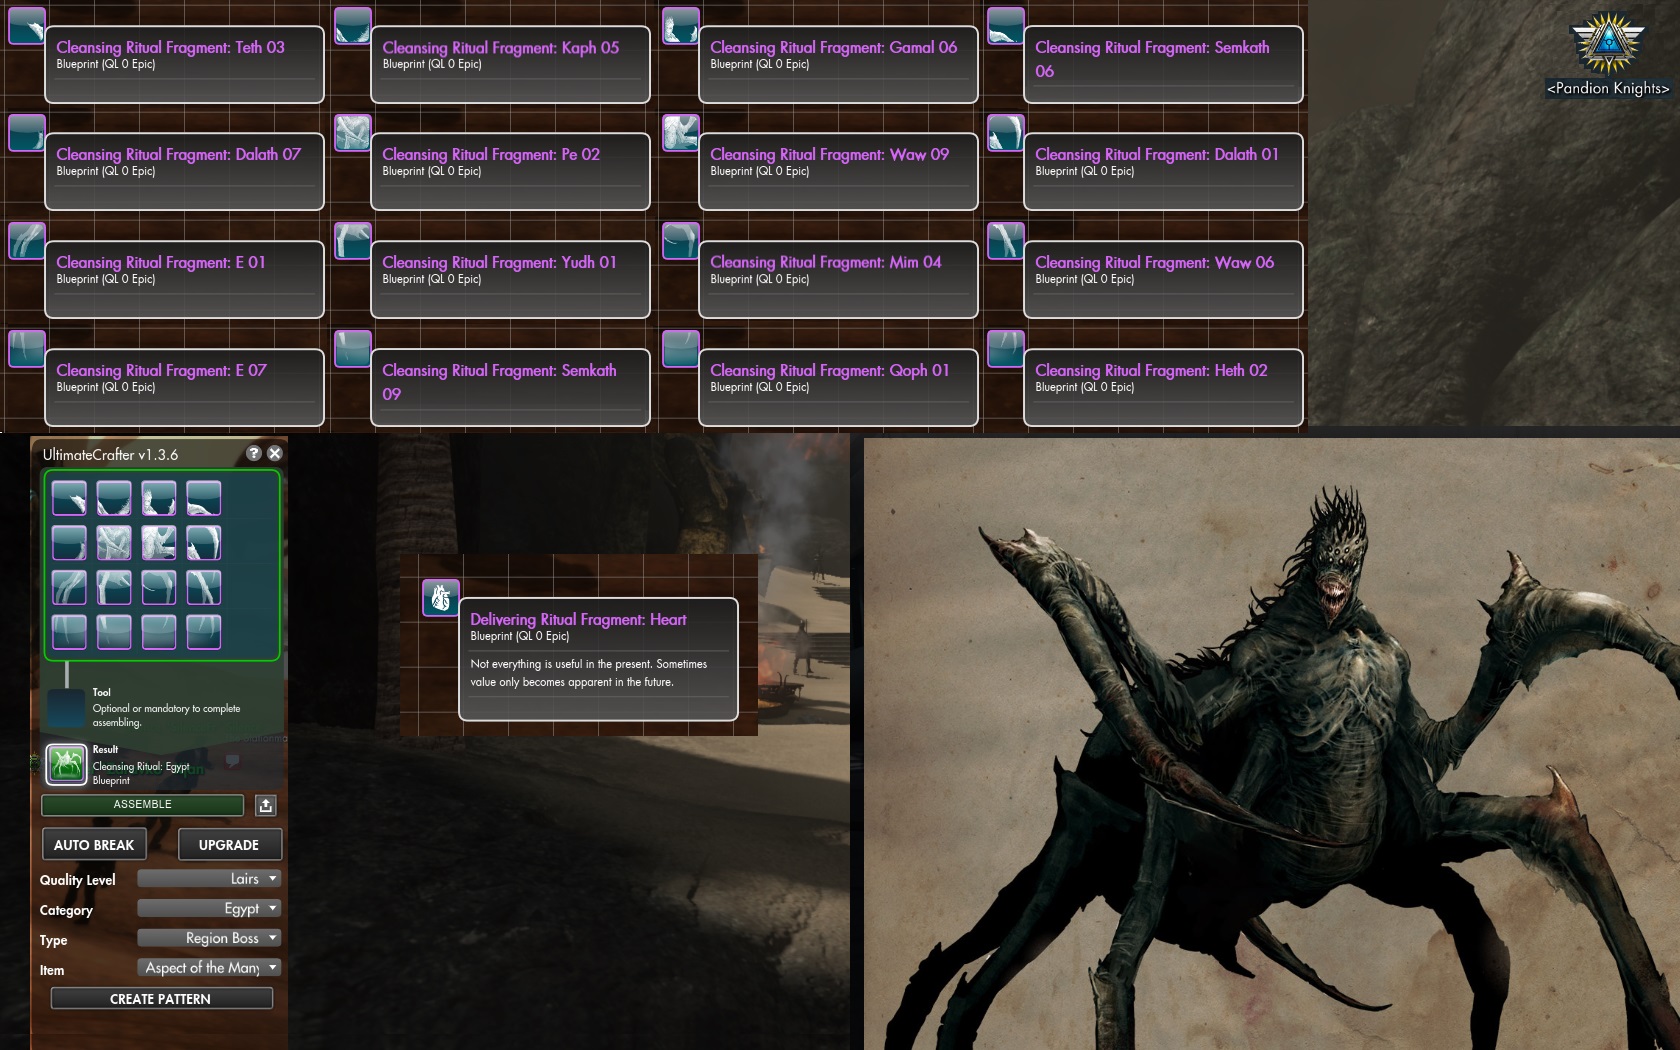 Cleansing Ritual Fragment: Teth 03
Blueprint (QL 0 Epic)
Cleansing Ritual Fragment: Kaph 05
Blueprint (QL 0 Epic)
Cleansing Ritual Fragment: Gamal 06
Blueprint (QL 0 Epic)
Cleansing Ritual Fragment: Semkath
06
<Pandion Knights>
Cleansing Ritual Fragment: Dalath 07
Blueprint (QL 0 Epic)
Cleansing Ritual Fragment: Pe 02
Blueprint (QL 0 Epic)
Cleansing Ritual Fragment: Waw 09
Blueprint (QL 0 Epic)
Cleansing Ritual Fragment: Dalath 01
Blueprint (QL 0 Epic)
Cleansing Ritual Fragment: E 01
Blueprint (QL 0 Epic)
Cleansing Ritual Fragment: Yudh 01
Blueprint (QL 0 Epic)
Cleansing Ritual Fragment: Mim 04
Blueprint (QL 0 Epic)
Cleansing Ritual Fragment: Waw 06
Blueprint (QL 0 Epic)
Cleansing Ritual Fragment: E 07
Blueprint (QL 0 Epic)
Cleansing Ritual Fragment: Semkath
09
Cleansing Ritual Fragment: Qoph 01
Blueprint (QL 0 Epic)
Cleansing Ritual Fragment: Heth 02
Blueprint (QL 0 Epic)
UltimateCrafter v1.3.6
?
Tool
Optional or mandatory to complete
assembling.
Result
Cleansing Ritual: Egypt
Blueprint
ASSEMBLE
AUTO BREAK
UPGRADE
Quality Level
Lairs
Category
Egypt
Type
Region Boss
Item
Aspect of the Many
CREATE PATTERN
Delivering Ritual Fragment: Heart
Blueprint (QL 0 Epic)
Not everything is useful in the present. Sometimes
value only becomes apparent in the future.